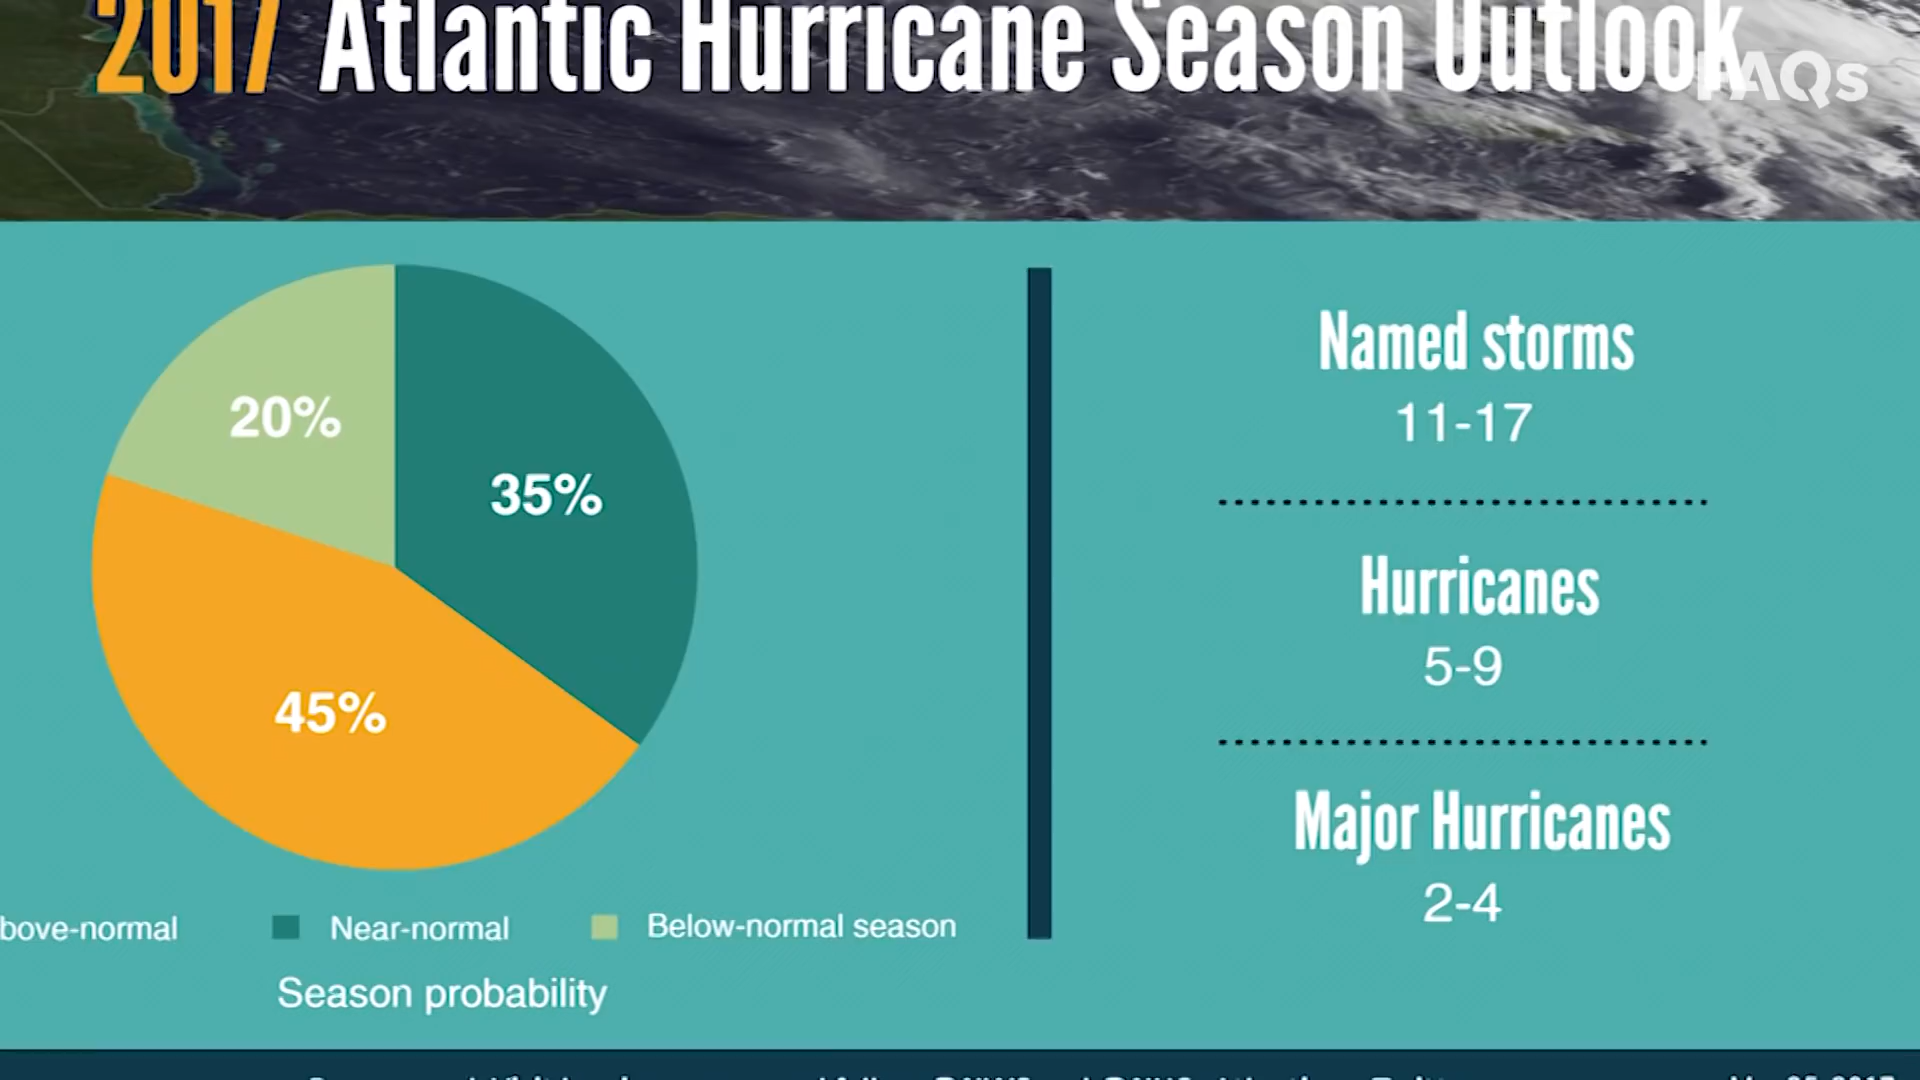 2017 Atlantic Hurricane Season Outlook
FAQs
20%
35%
45%
bove-normal
Near-normal
Below-normal season
Season probability
Named storms
11-17
Hurricanes
5-9
Major Hurricanes
2-4